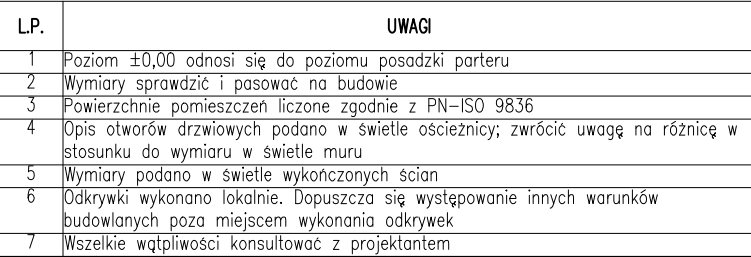 L.P. UWAGI
1 Poziom ±0,00 odnosi się do poziomu posadzki parteru
2 Wymiary sprawdzić i pasować na budowie
3 Powierzchnie pomieszczeń liczone zgodnie z PN-ISO 9836
4 Opis otworów drzwiowych podano w świetle ościeżnicy; zwrócić uwagę na różnicę w
stosunku do wymiaru w świetle muru
5 Wymiary podano w świetle wykończonych ścian
6 Odkrywki wykonano lokalnie. Dopuszcza się występowanie innych warunków
budowlanych poza miejscem wykonania odkrywek
7 Wszelkie wątpliwości konsultować z projektantem